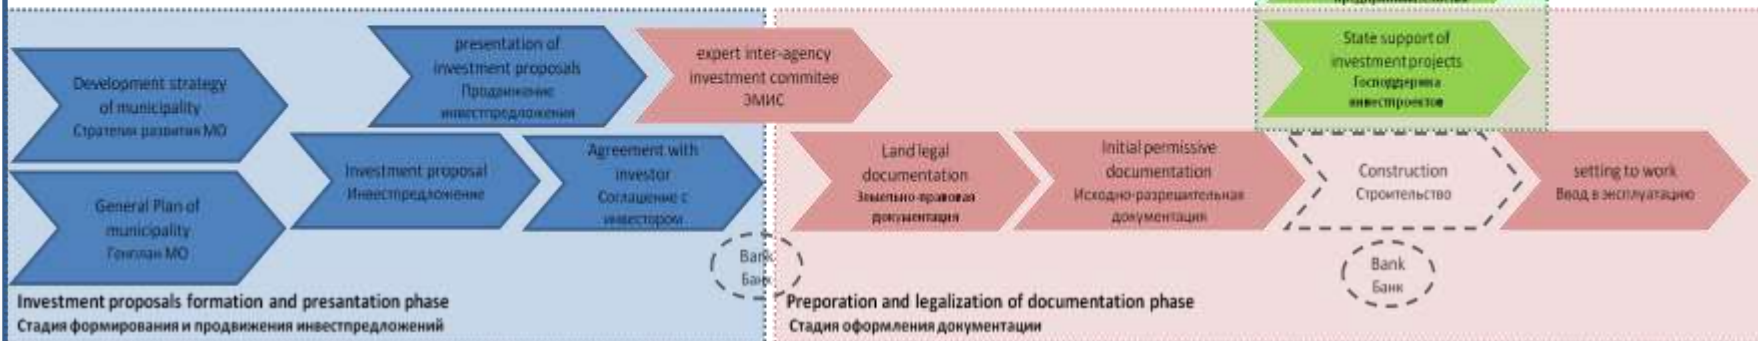 Development strategy
of municipality
Стратегия развития МО
General Plan of
municipality
Генплан МО
presentation of
investment proposals
Продвижение
инвестпредложения
Investment proposal
Инвестпредложение
Agreement with
investor
Соглашение с
инвестором
expert inter-agency
investment commitee
ЭМИС
Bank
Банк
Investment proposals formation and presantation phase
Стадия формирования и продвижения инвестпредложений
Land legal
documentation
Земельно-правовая
документация
Initial permissive
documentation
Исходно-разрешительная
документация
State support of
investment projects
Господдержка
инвестпроектов
Construction
Строительство
setting to work
Ввод в эксплуатацию
Bank
Банк
Preporation and legalization of documentation phase
Стадия оформления документации